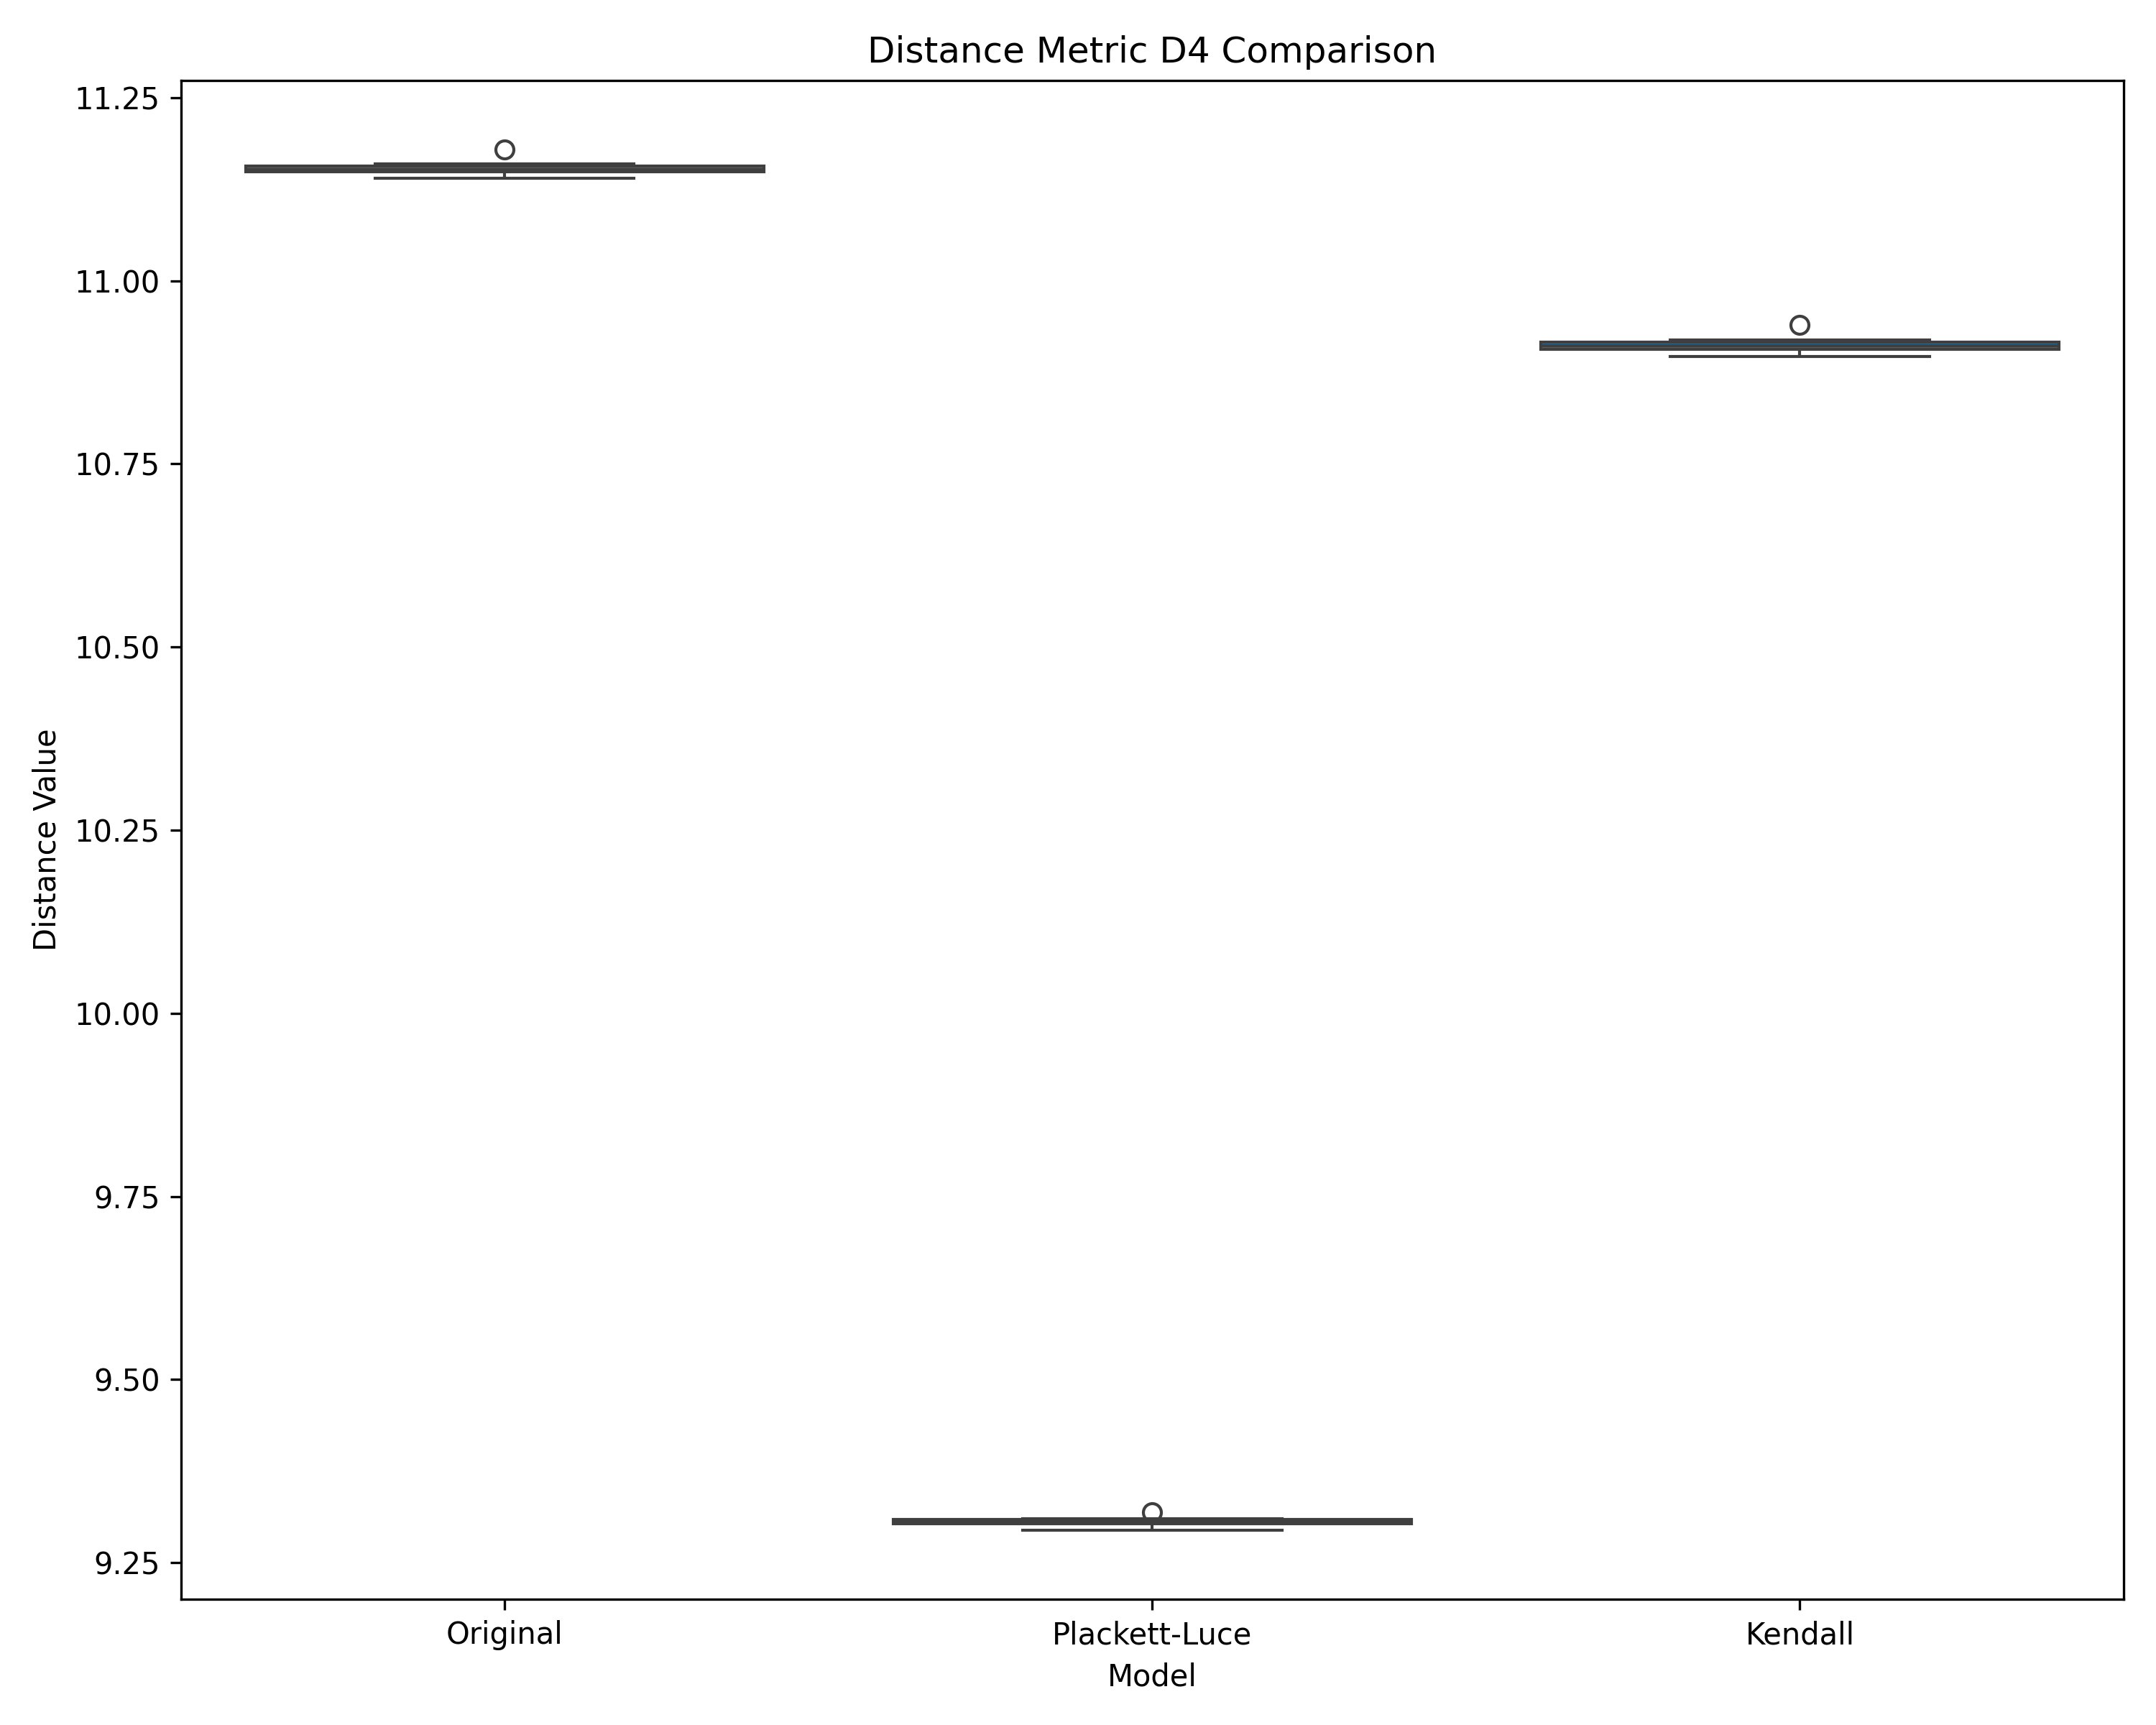 Distance Metric D4 Comparison
11.25
11.00
10.75
10.50
10.25
10.00
9.75
9.50
9.25
Distance Value
Original
Plackett-Luce
Kendall
Model